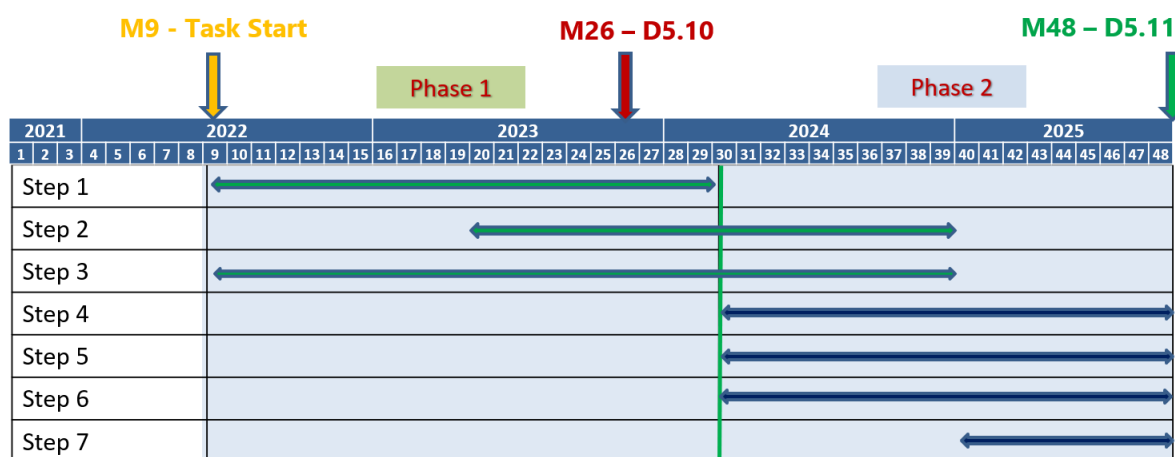 M9 - Task Start
M26 – D5.10
M48 – D5.11
Phase 1
Phase 2
2021 2022 2023 2024 2025
1 2 3 4 5 6 7 8 9 10 11 12 13 14 15 16 17 18 19 20 21 22 23 24 25 26 27 28 29 30 31 32 33 34 35 36 37 38 39 40 41 42 43 44 45 46 47 48
Step 1
Step 2
Step 3
Step 4
Step 5
Step 6
Step 7